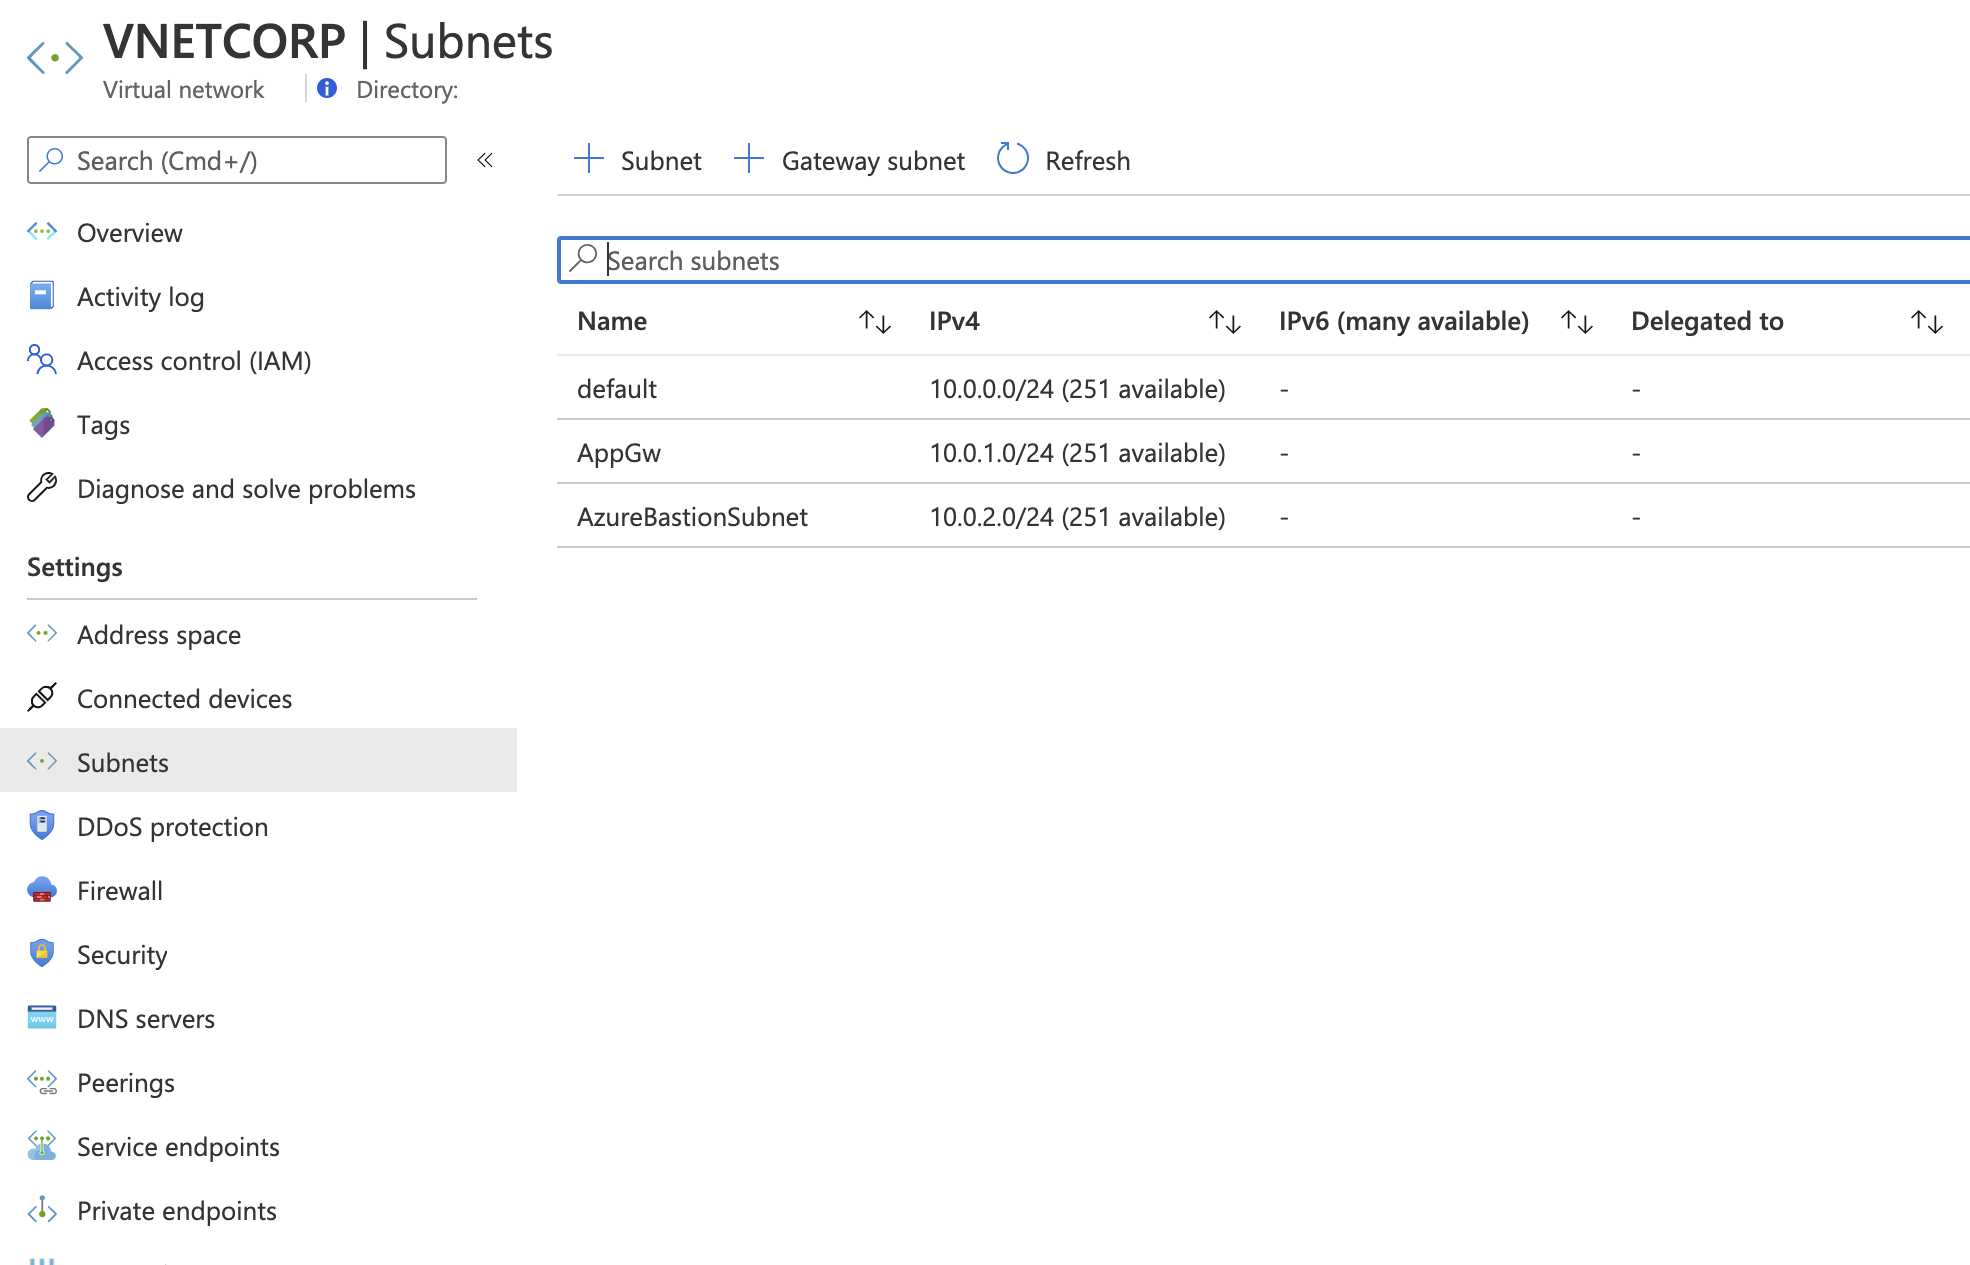 VNETCORP | Subnets
Virtual network
Directory:
Search (Cmd+/)
«
Overview
Activity log
Access control (IAM)
Tags
Diagnose and solve problems
Settings
Address space
Connected devices
Subnets
DDoS protection
Firewall
Security
DNS servers
Peerings
Service endpoints
Private endpoints
+ Subnet + Gateway subnet Refresh
Search subnets
Name IPv4 IPv6 (many available) Delegated to
default 10.0.0.0/24 (251 available) - -
AppGw 10.0.1.0/24 (251 available) - -
AzureBastionSubnet 10.0.2.0/24 (251 available) - -